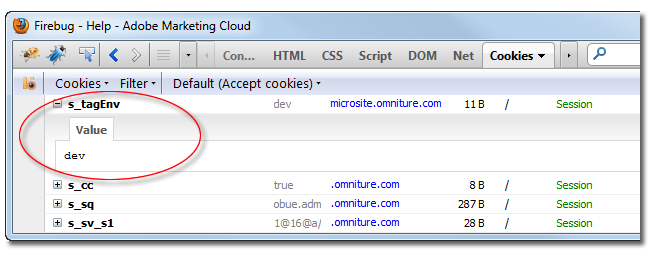 Firebug - Help - Adobe Marketing Cloud
Con... HTML CSS Script DOM Net Cookies
Cookies Filter Default (Accept cookies)
s_tagEnv dev microsite.omniture.com 11 B / Session
Value
dev
s_cc true .omniture.com 8 B / Session
s_sq obue.adm .omniture.com 287 B / Session
s_sv_s1 1@16@a/ .omniture.com 28 B / Session